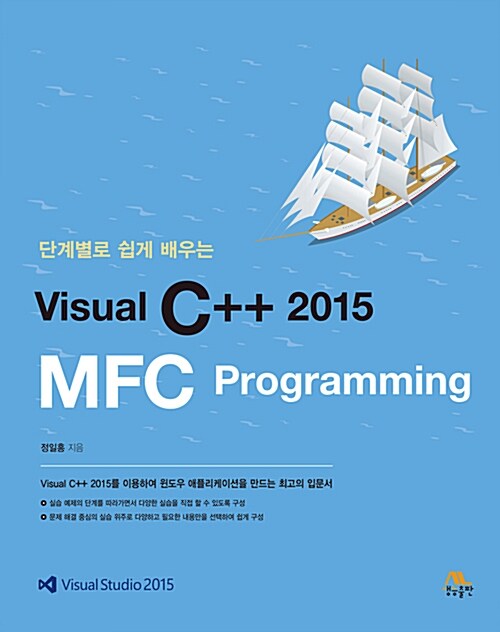 단계별로 쉽게 배우는
Visual C++ 2015
MFC Programming
정일홍 지음
Visual C++ 2015를 이용하여 윈도우 애플리케이션을 만드는 최고의 입문서
실습 예제의 단계를 따라가면서 다양한 실습을 직접 할 수 있도록 구성
문제 해결 중심의 실습 위주로 다양하고 필요한 내용만을 선택하여 쉽게 구성
Visual Studio 2015
생능출판